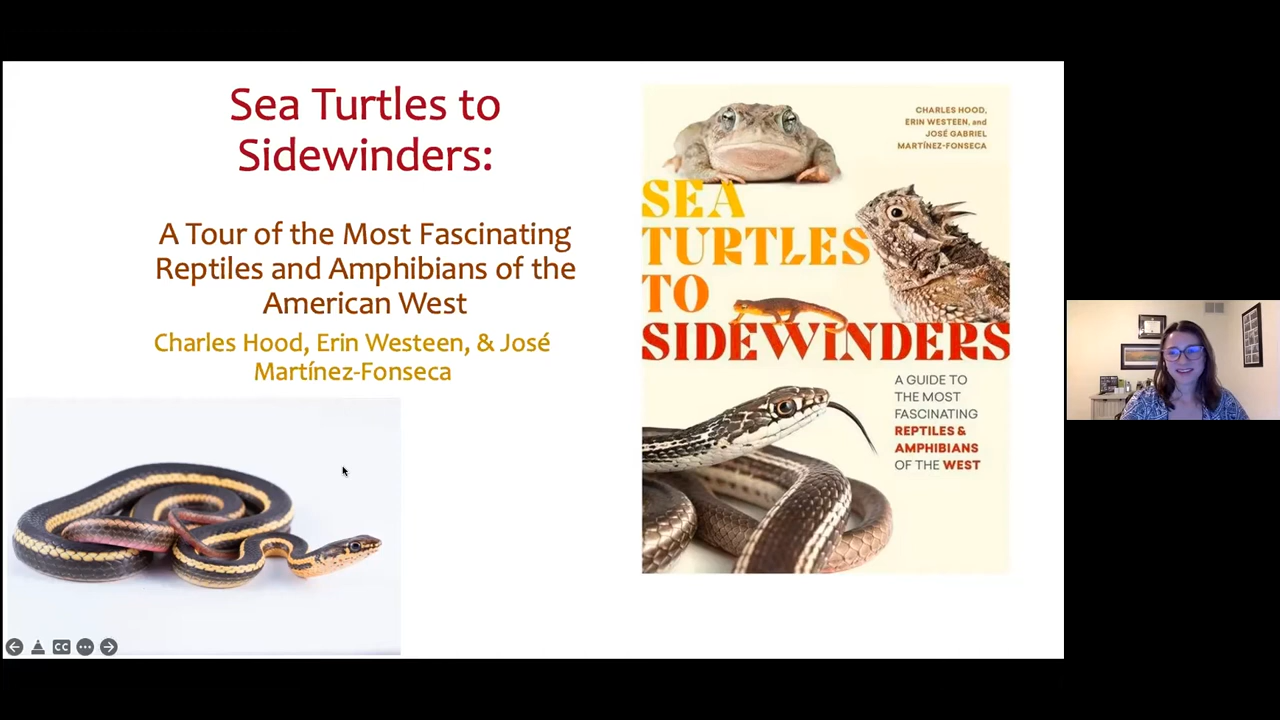 Sea Turtles to
Sidewinders:
A Tour of the Most Fascinating
Reptiles and Amphibians of the
American West
Charles Hood, Erin Westeen, & José
Martínez-Fonseca
CHARLES HOOD,
ERIN WESTEEN, and
JOSÉ GABRIEL
MARTÍNEZ-FONSECA
SEA
TURTLES
TO
SIDEWINDERS
A GUIDE TO
THE MOST
FASCINATING
REPTILES &
AMPHIBIANS
OF THE WEST
CC